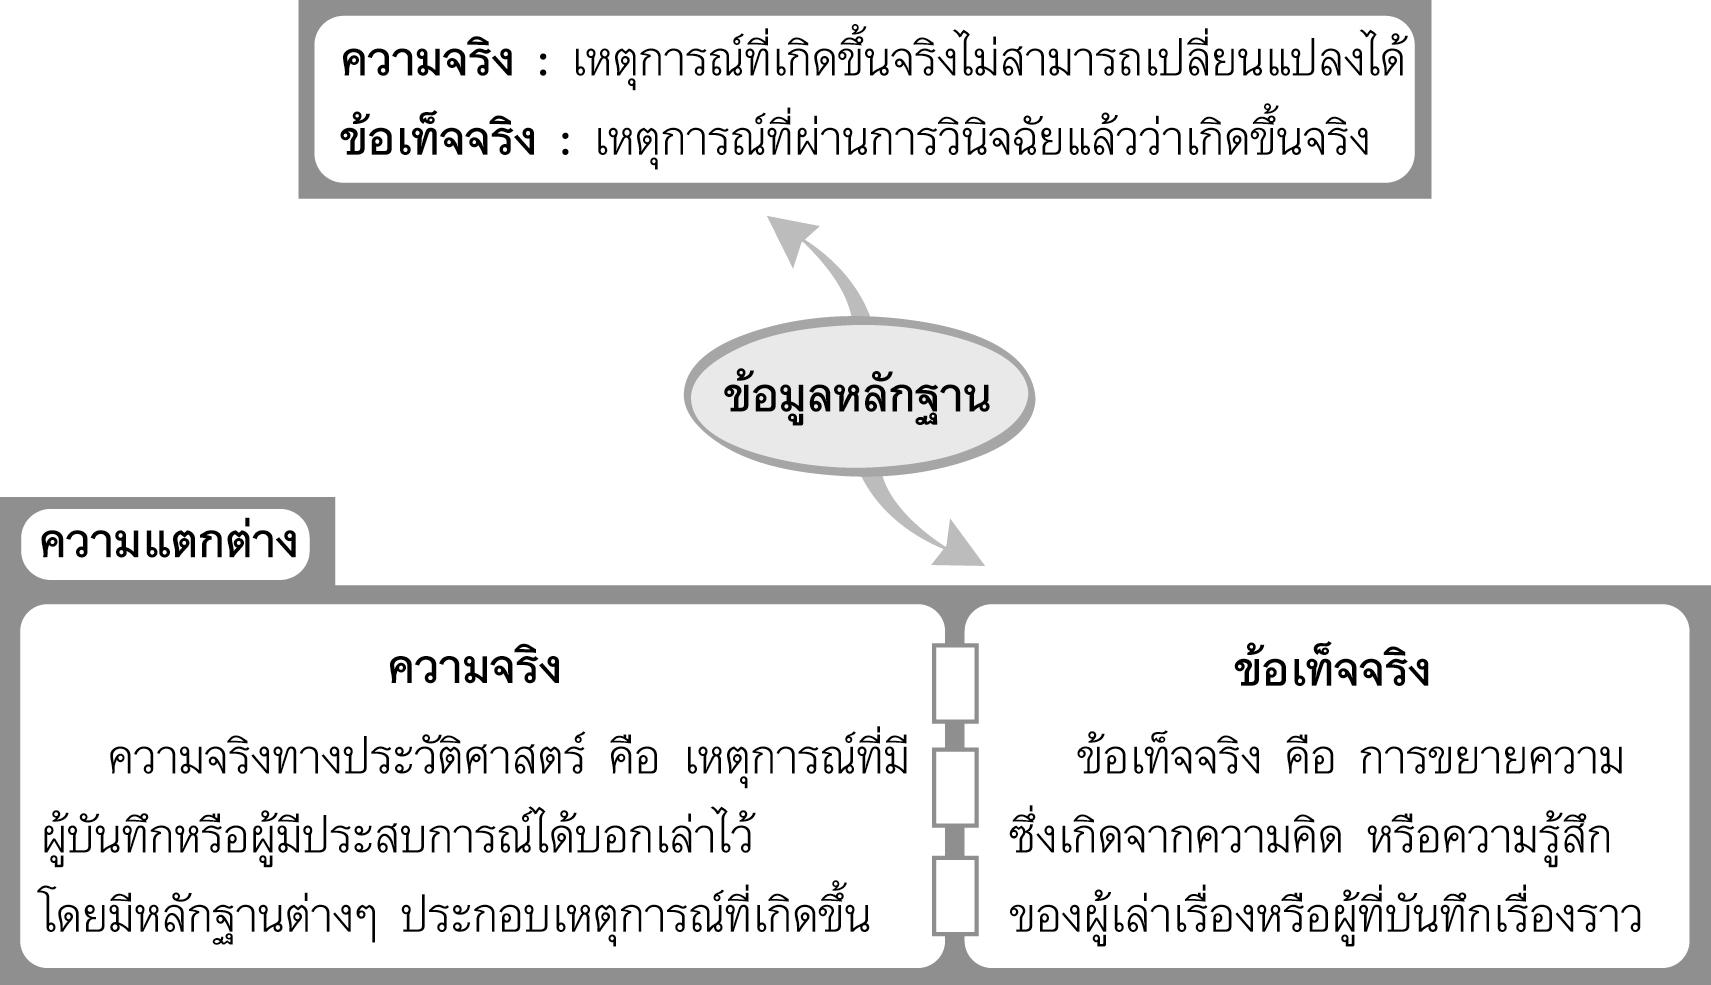 ความจริง : เหตุการณ์ที่เกิดขึ้นจริงไม่สามารถเปลี่ยนแปลงได้
ข้อเท็จจริง : เหตุการณ์ที่ผ่านการวินิจฉัยแล้วว่าเกิดขึ้นจริง
ข้อมูลหลักฐาน
ความแตกต่าง
ความจริง
ความจริงทางประวัติศาสตร์ คือ เหตุการณ์ที่มี
ผู้บันทึกหรือผู้มีประสบการณ์ได้บอกเล่าไว้
โดยมีหลักฐานต่างๆ ประกอบเหตุการณ์ที่เกิดขึ้น
ข้อเท็จจริง
ข้อเท็จจริง คือ การขยายความ
ซึ่งเกิดจากความคิด หรือความรู้สึก
ของผู้เล่าเรื่องหรือผู้ที่บันทึกเรื่องราว